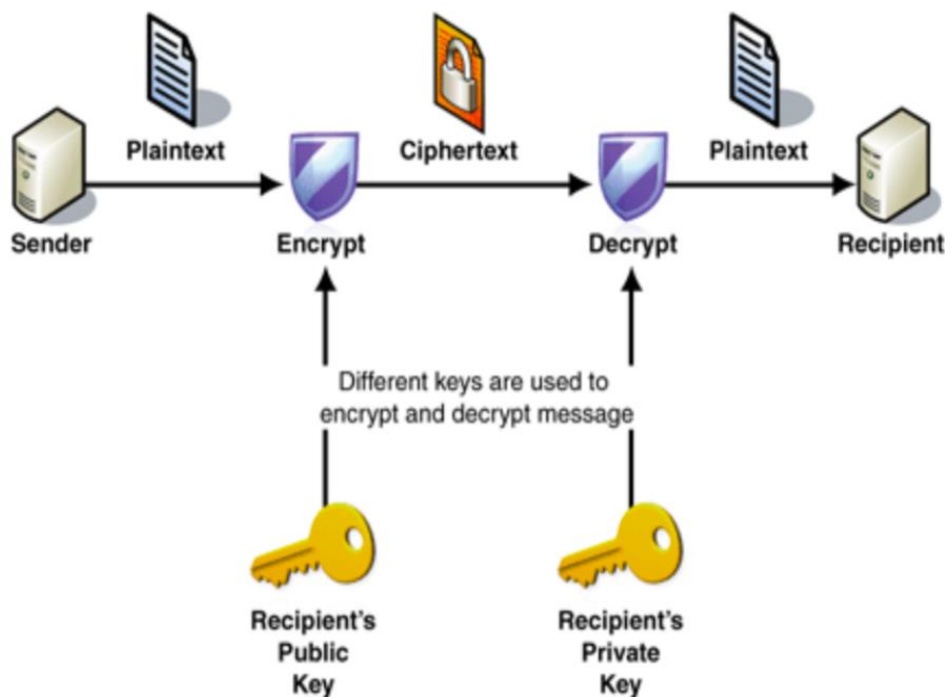 Plaintext
Ciphertext
Plaintext
Sender
Encrypt
Decrypt
Recipient
Different keys are used to
encrypt and decrypt message
Recipient's
Public
Key
Recipient's
Private
Key